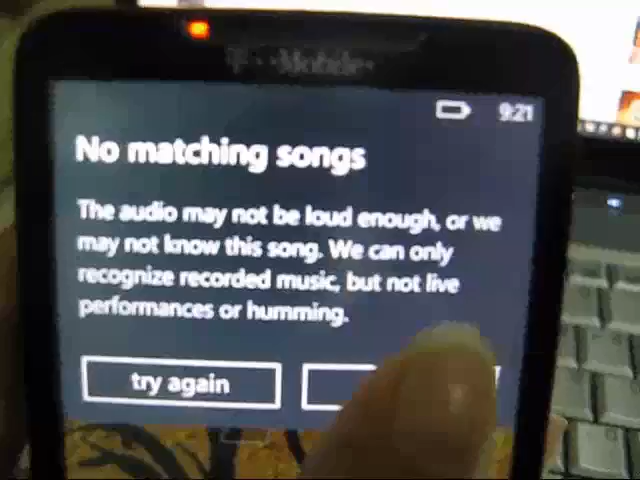 T··Mobile·
9:21
No matching songs
The audio may not be loud enough, or we
may not know this song. We can only
recognize recorded music, but not live
performances or humming.
try again